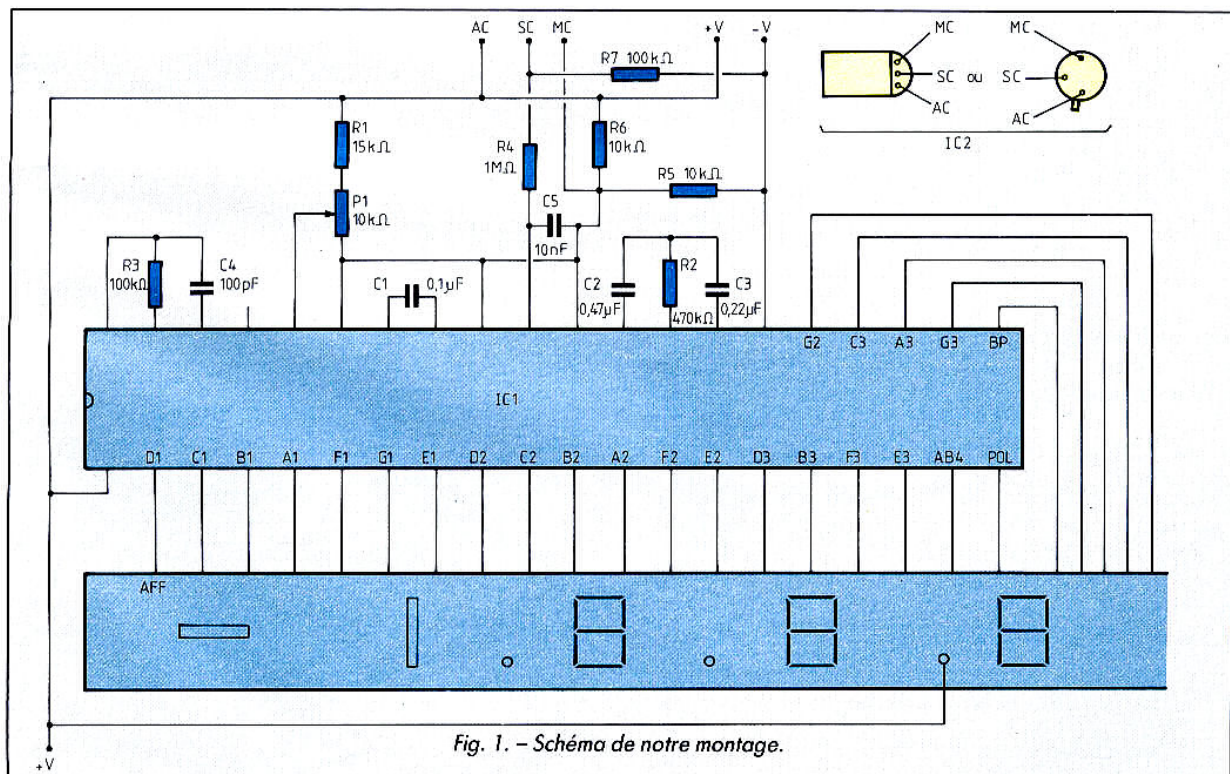 AC SC MC +V -V
R7 100kΩ
MC MC
SC ou SC
AC AC
IC2
R1
15kΩ
R4
1MΩ
R6
10kΩ
R5 10kΩ
P1
10kΩ
C5
10nF
R3
100kΩ
C4
100pF
C1 0,1µF
C2
0,47µF
R2
470kΩ
C3
0,22µF
G2 C3 A3 G3 BP
IC1
D1 C1 B1 A1 F1 G1 E1 D2 C2 B2 A2 F2 E2 D3 B3 F3 E3 AB4 POL
AFF
+V
Fig. 1. – Schéma de notre montage.